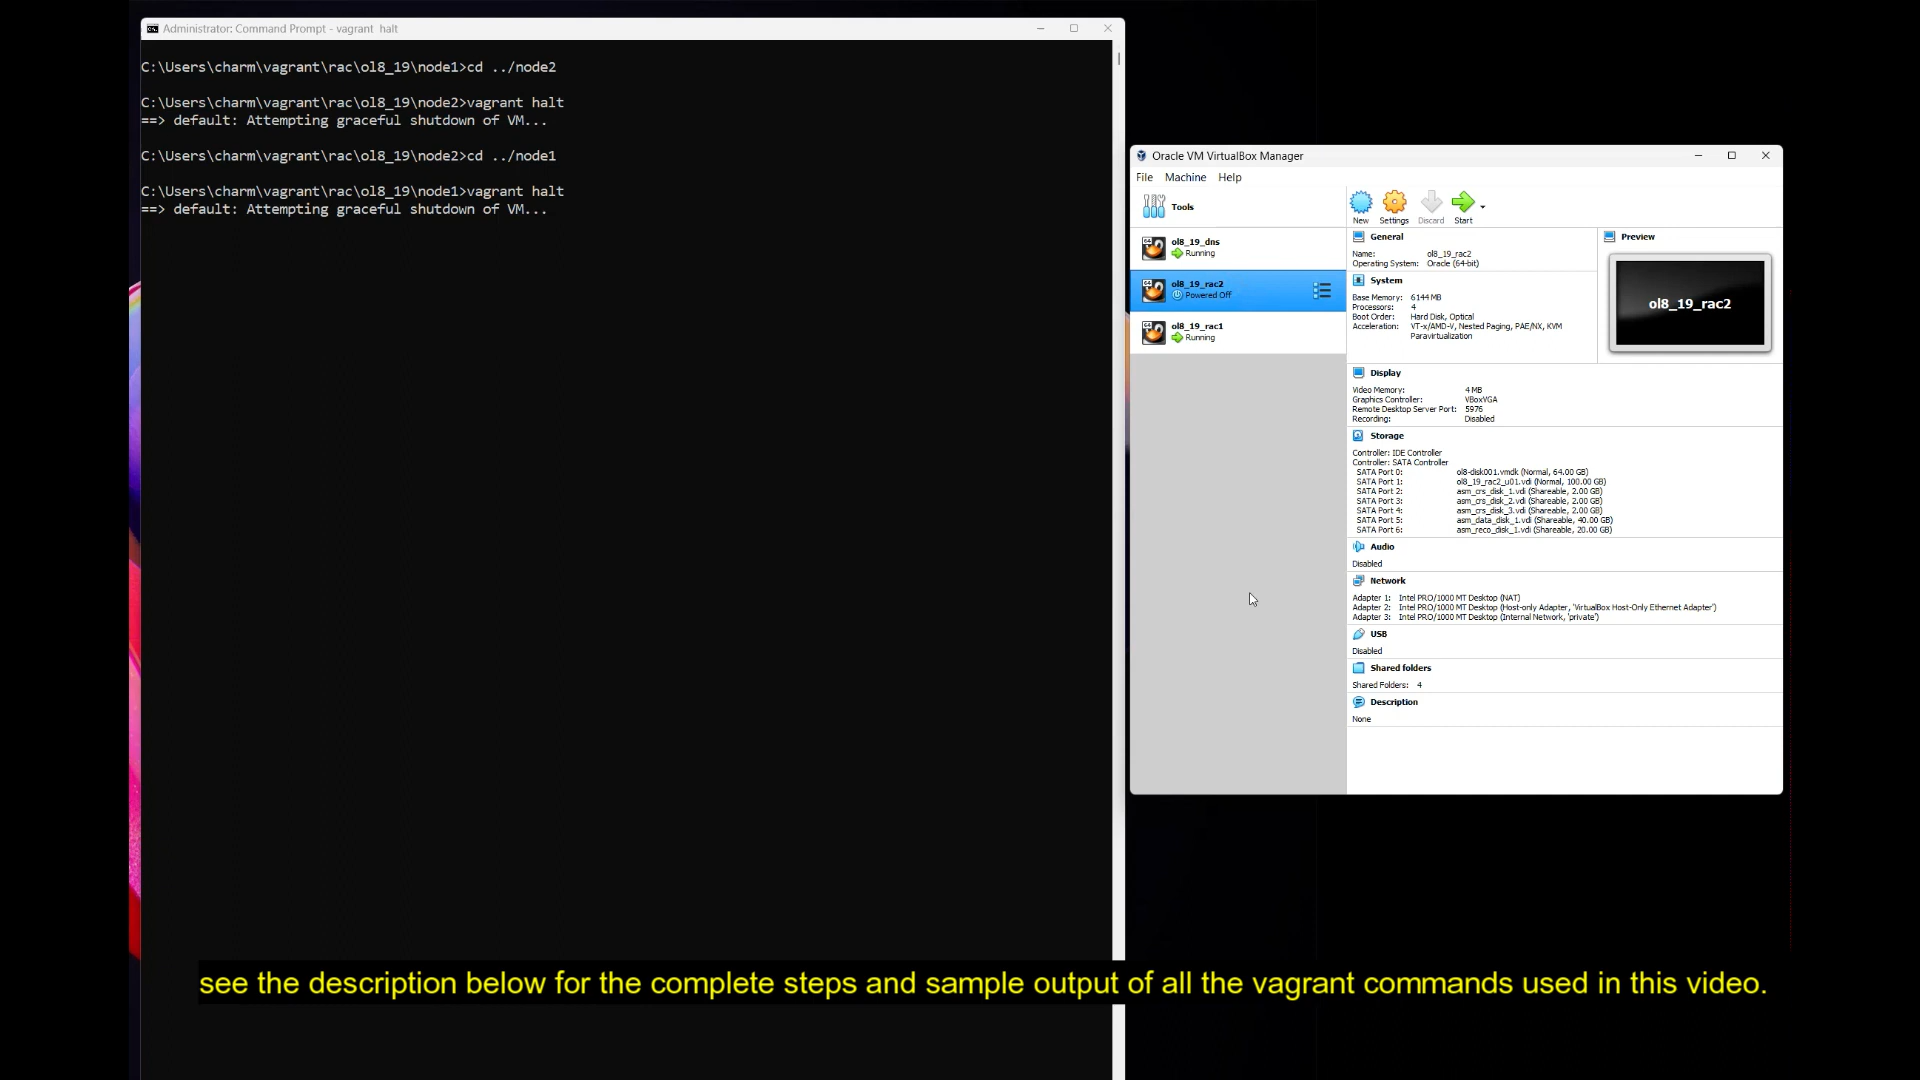 Administrator: Command Prompt - vagrant  halt
C:\Users\charm\vagrant\rac\ol8_19\node1>cd ../node2
C:\Users\charm\vagrant\rac\ol8_19\node2>vagrant halt
==> default: Attempting graceful shutdown of VM...
C:\Users\charm\vagrant\rac\ol8_19\node2>cd ../node1
C:\Users\charm\vagrant\rac\ol8_19\node1>vagrant halt
==> default: Attempting graceful shutdown of VM...
Oracle VM VirtualBox Manager
File Machine Help
Tools
New Settings Discard Start
ol8_19_dns
Running
ol8_19_rac2
Powered Off
ol8_19_rac1
Running
General
Name: ol8_19_rac2
Operating System: Oracle (64-bit)
Preview
ol8_19_rac2
System
Base Memory: 6144 MB
Processors: 4
Boot Order: Hard Disk, Optical
Acceleration: VT-x/AMD-V, Nested Paging, PAE/NX, KVM
Paravirtualization
Display
Video Memory: 4 MB
Graphics Controller: VBoxVGA
Remote Desktop Server Port: 5976
Recording: Disabled
Storage
Controller: IDE Controller
Controller: SATA Controller
SATA Port 0: ol8-disk001.vmdk (Normal, 64.00 GB)
SATA Port 1: ol8_19_rac2_u01.vdi (Normal, 100.00 GB)
SATA Port 2: asm_crs_disk_1.vdi (Shareable, 2.00 GB)
SATA Port 3: asm_crs_disk_2.vdi (Shareable, 2.00 GB)
SATA Port 4: asm_crs_disk_3.vdi (Shareable, 2.00 GB)
SATA Port 5: asm_data_disk_1.vdi (Shareable, 40.00 GB)
SATA Port 6: asm_reco_disk_1.vdi (Shareable, 20.00 GB)
Audio
Disabled
Network
Adapter 1: Intel PRO/1000 MT Desktop (NAT)
Adapter 2: Intel PRO/1000 MT Desktop (Host-only Adapter, 'VirtualBox Host-Only Ethernet Adapter')
Adapter 3: Intel PRO/1000 MT Desktop (Internal Network, 'private')
USB
Disabled
Shared folders
Shared Folders: 4
Description
None
see the description below for the complete steps and sample output of all the vagrant commands used in this video.